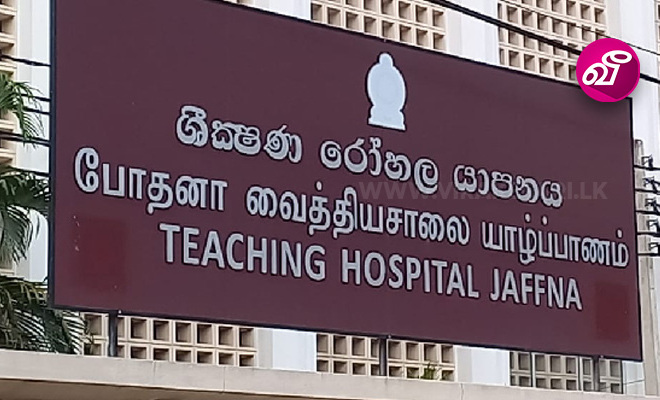 වී
ශික්ෂණ රෝහල යාපනය
போதனா வைத்தியசாலை யாழ்ப்பாணம்
TEACHING HOSPITAL JAFFNA